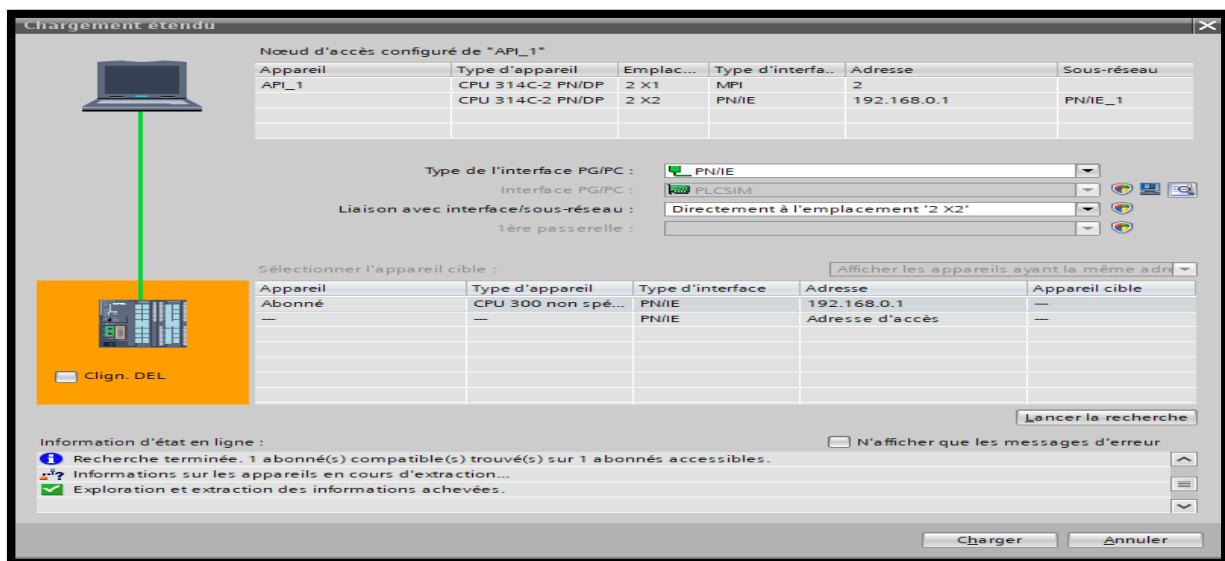 Chargement étendu
Nœud d'accès configuré de "API_1"
Appareil Type d'appareil Emplac... Type d'interfa.. Adresse Sous-réseau
API_1 CPU 314C-2 PN/DP 2 X1 MPI 2
CPU 314C-2 PN/DP 2 X2 PN/IE 192.168.0.1 PN/IE_1
Type de l'interface PG/PC : PN/IE
Interface PG/PC : PLCSIM
Liaison avec interface/sous-réseau : Directement à l'emplacement '2 X2'
1ère passerelle :
Sélectionner l'appareil cible : Afficher les appareils ayant la même adre
Appareil Type d'appareil Type d'interface Adresse Appareil cible
Abonné CPU 300 non spé... PN/IE 192.168.0.1 —
— — PN/IE Adresse d'accès —
Clign. DEL
Lancer la recherche
Information d'état en ligne : N'afficher que les messages d'erreur
Recherche terminée. 1 abonné(s) compatible(s) trouvé(s) sur 1 abonnés accessibles.
Informations sur les appareils en cours d'extraction...
Exploration et extraction des informations achevées.
Charger Annuler